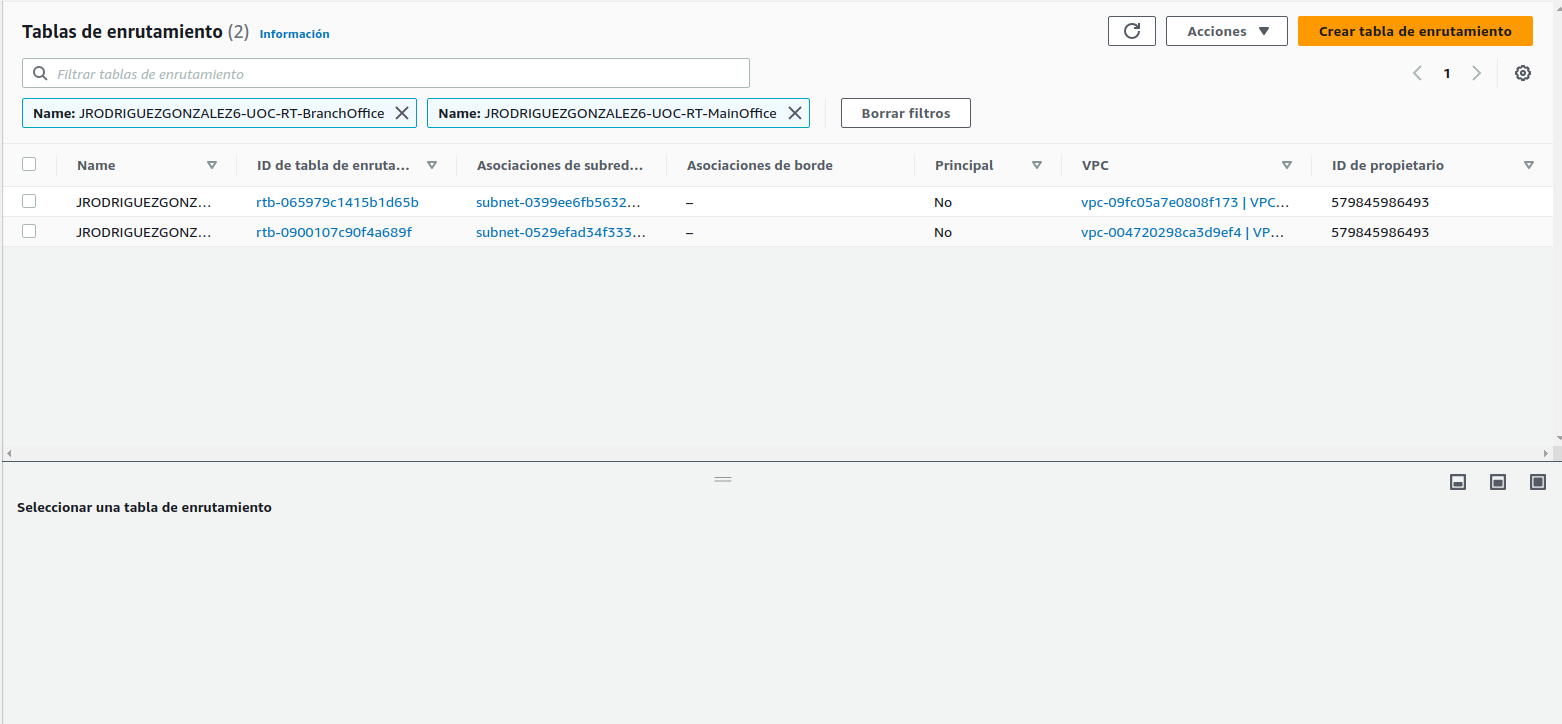 Tablas de enrutamiento (2) Información
Acciones
Crear tabla de enrutamiento
Filtrar tablas de enrutamiento
1
Name: JRODRIGUEZGONZALEZ6-UOC-RT-BranchOffice
Name: JRODRIGUEZGONZALEZ6-UOC-RT-MainOffice
Borrar filtros
Name ID de tabla de enruta... Asociaciones de subred... Asociaciones de borde Principal VPC ID de propietario
JRODRIGUEZGONZ... rtb-065979c1415b1d65b subnet-0399ee6fb5632... – No vpc-09fc05a7e0808f173 | VPC... 579845986493
JRODRIGUEZGONZ... rtb-0900107c90f4a689f subnet-0529efad34f333... – No vpc-004720298ca3d9ef4 | VP... 579845986493
Seleccionar una tabla de enrutamiento